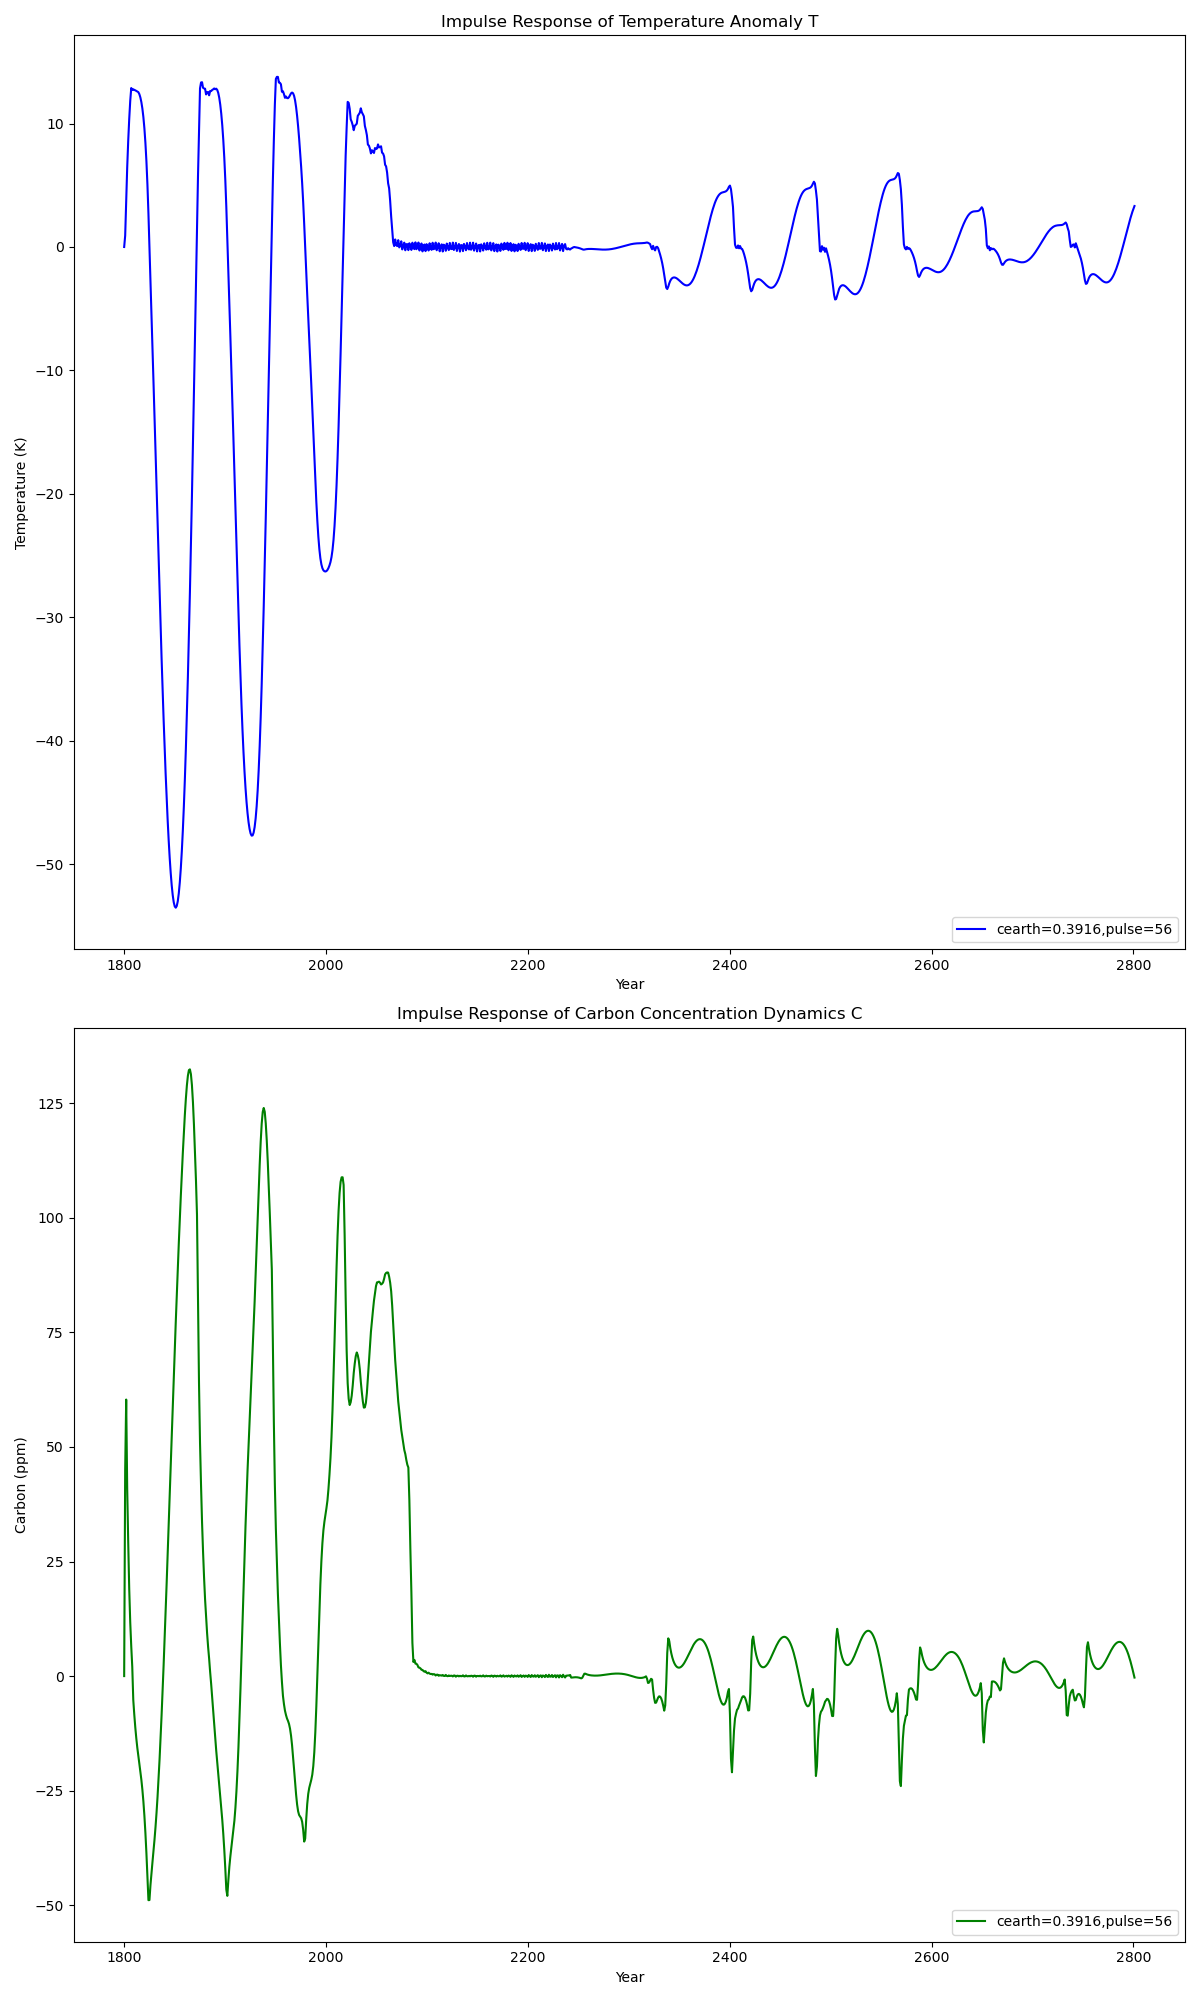 Impulse Response of Temperature Anomaly T
10
0
−10
−20
−30
−40
−50
Temperature (K)
cearth=0.3916,pulse=56
1800 2000 2200 2400 2600 2800
Year
Impulse Response of Carbon Concentration Dynamics C
125
100
75
50
25
0
−25
−50
Carbon (ppm)
cearth=0.3916,pulse=56
1800 2000 2200 2400 2600 2800
Year